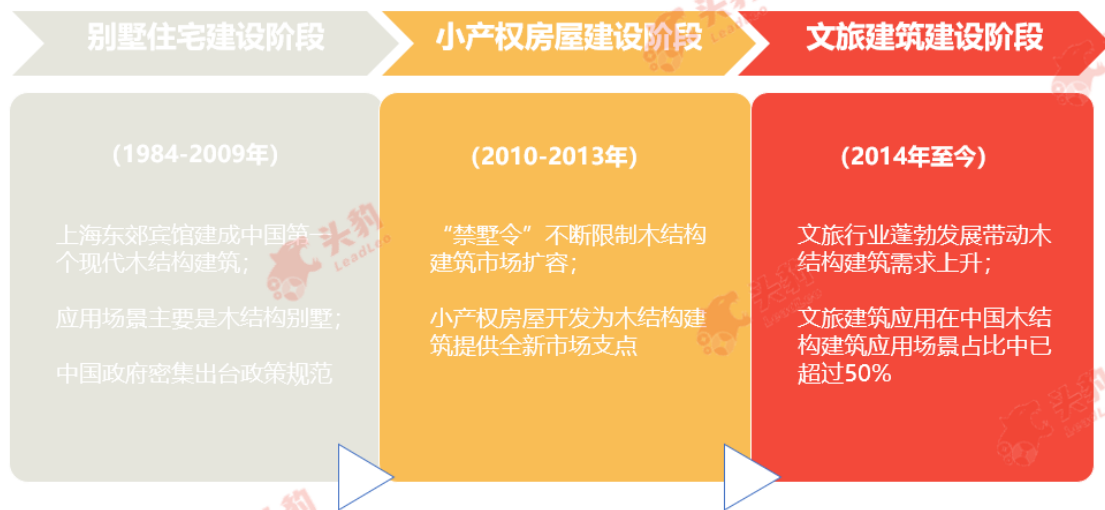 别墅住宅建设阶段
小产权房屋建设阶段
文旅建筑建设阶段
(1984-2009年)
上海东郊宾馆建成中国第一
个现代木结构建筑；
应用场景主要是木结构别墅；
中国政府密集出台政策规范
(2010-2013年)
“禁墅令”不断限制木结构
建筑市场扩容；
小产权房屋开发为木结构建
筑提供全新市场支点
(2014年至今)
文旅行业蓬勃发展带动木
结构建筑需求上升；
文旅建筑应用在中国木结
构建筑应用场景占比中已
超过50%
头豹
LeadLeo